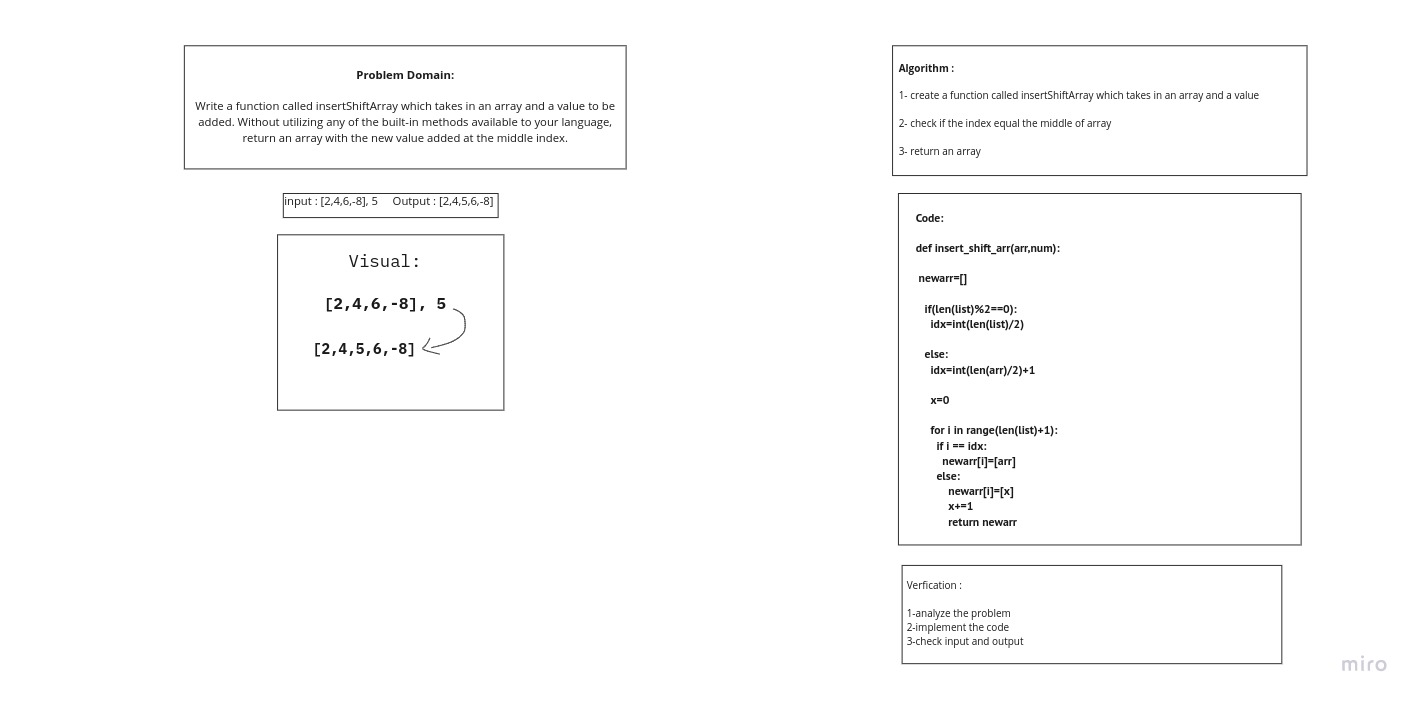 Problem Domain:
Write a function called insertShiftArray which takes in an array and a value to be
added. Without utilizing any of the built-in methods available to your language,
return an array with the new value added at the middle index.
input : [2,4,6,-8], 5     Output : [2,4,5,6,-8]
Visual:
[2,4,6,-8], 5
[2,4,5,6,-8]
Algorithm :
1- create a function called insertShiftArray which takes in an array and a value
2- check if the index equal the middle of array
3- return an array
Code:
def insert_shift_arr(arr,num):
newarr=[]
if(len(list)%2==0):
idx=int(len(list)/2)
else:
idx=int(len(arr)/2)+1
x=0
for i in range(len(list)+1):
if i == idx:
newarr[i]=[arr]
else:
newarr[i]=[x]
x+=1
return newarr
Verfication :
1-analyze the problem
2-implement the code
3-check input and output
miro